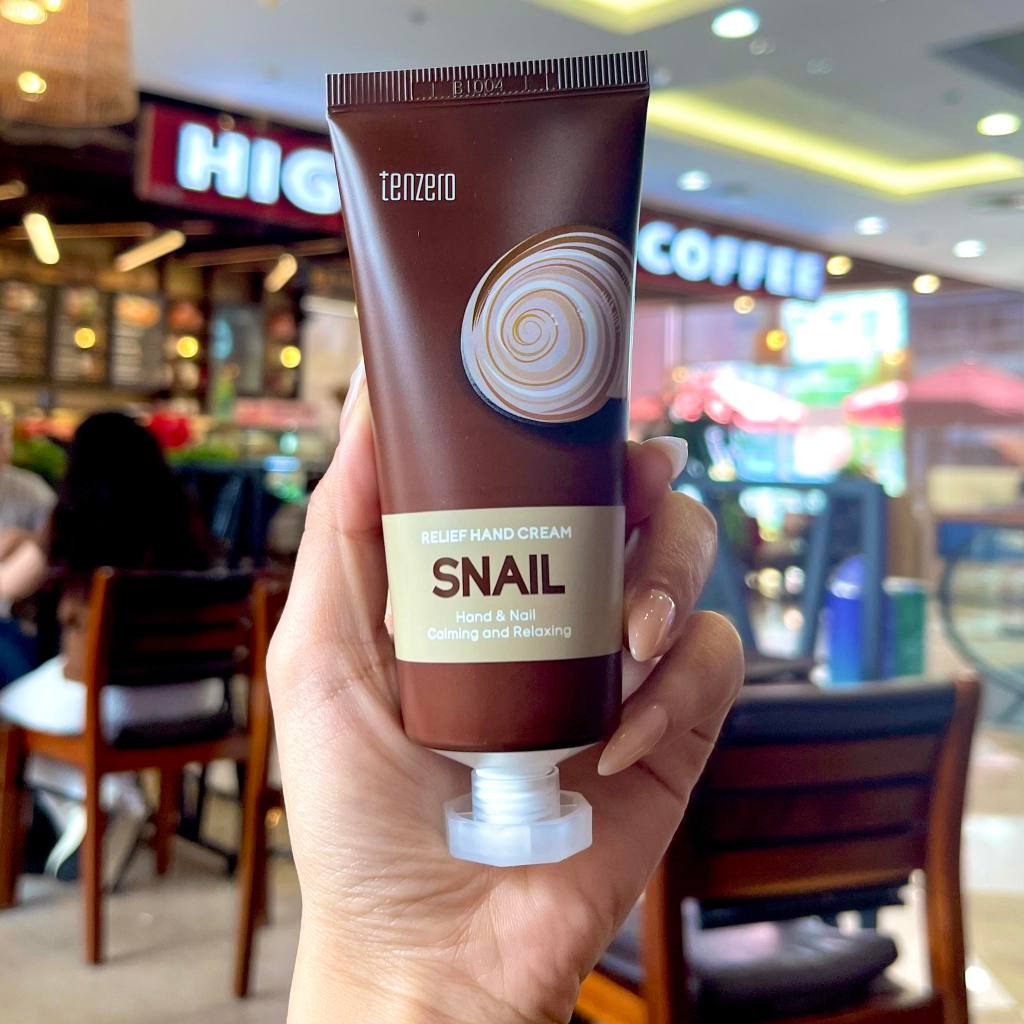 B1004
tenzero
HIG
COFFEE
RELIEF HAND CREAM
SNAIL
Hand & Nail
Calming and Relaxing